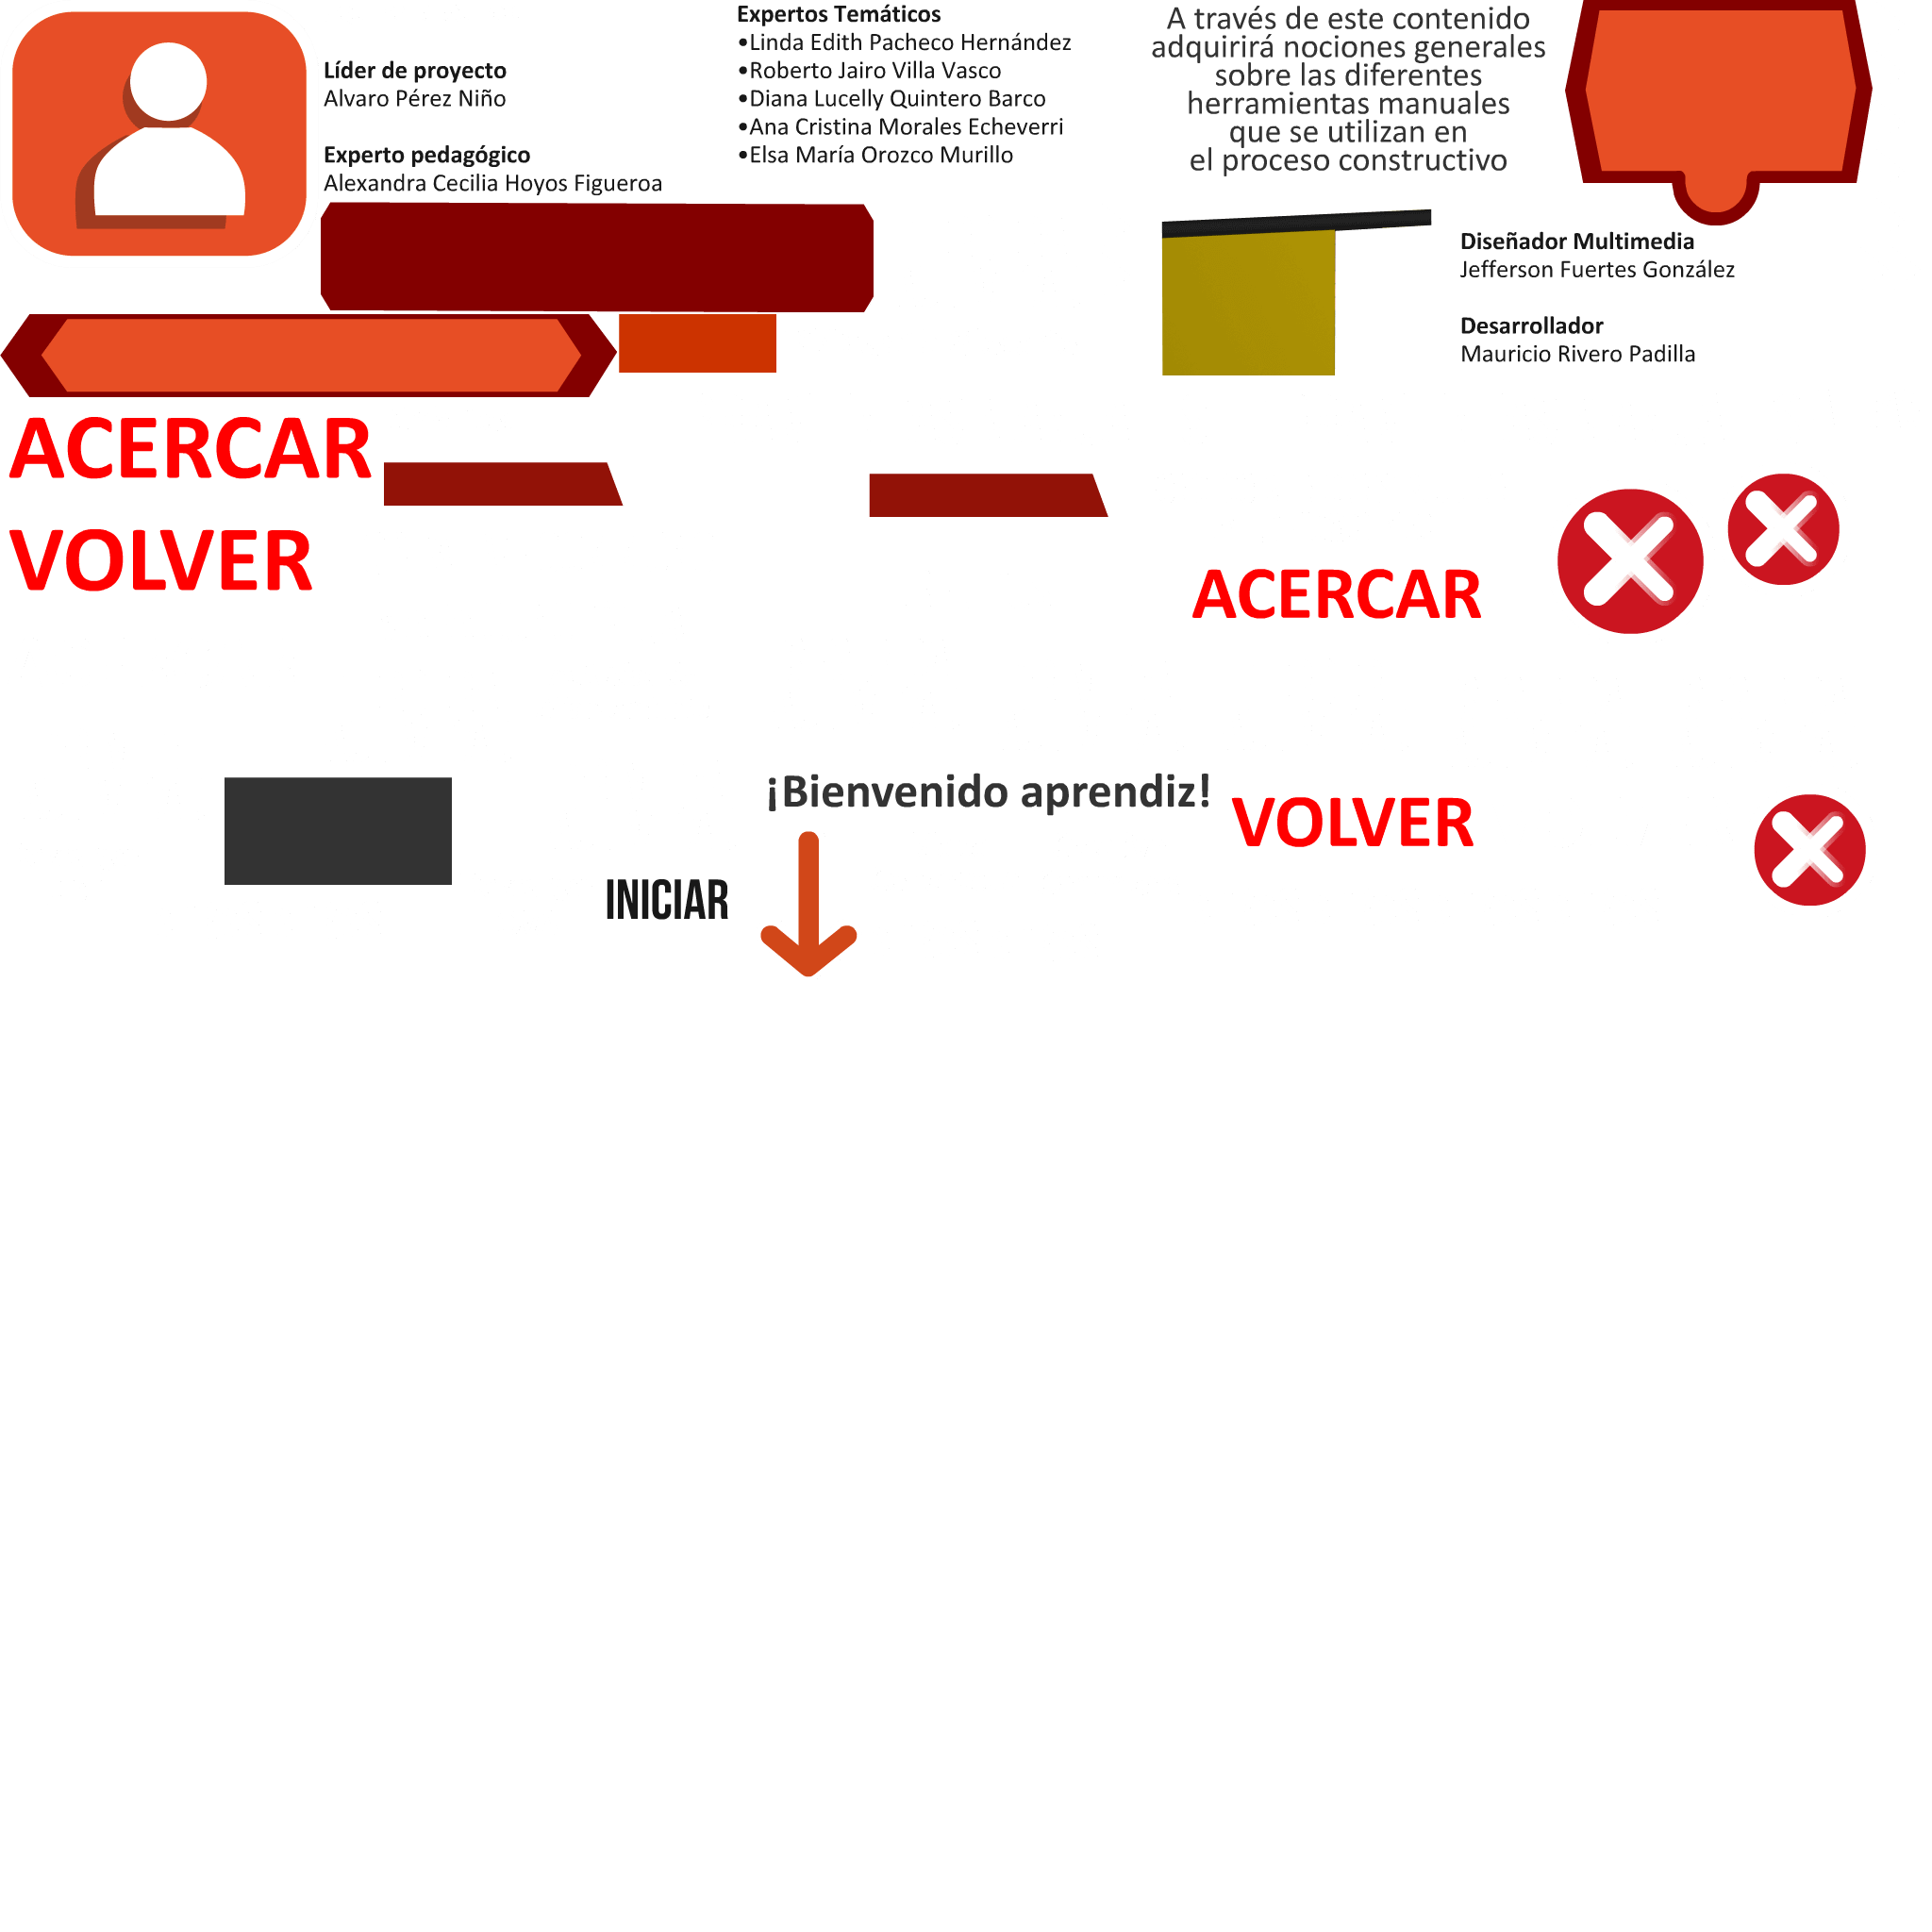 Líder de proyecto
Alvaro Pérez Niño
Experto pedagógico
Alexandra Cecilia Hoyos Figueroa
Expertos Temáticos
•Linda Edith Pacheco Hernández
•Roberto Jairo Villa Vasco
•Diana Lucelly Quintero Barco
•Ana Cristina Morales Echeverri
•Elsa María Orozco Murillo
A través de este contenido
adquirirá nociones generales
sobre las diferentes
herramientas manuales
que se utilizan en
el proceso constructivo
Diseñador Multimedia
Jefferson Fuertes González
Desarrollador
Mauricio Rivero Padilla
ACERCAR
VOLVER
ACERCAR
¡Bienvenido aprendiz!
VOLVER
INICIAR